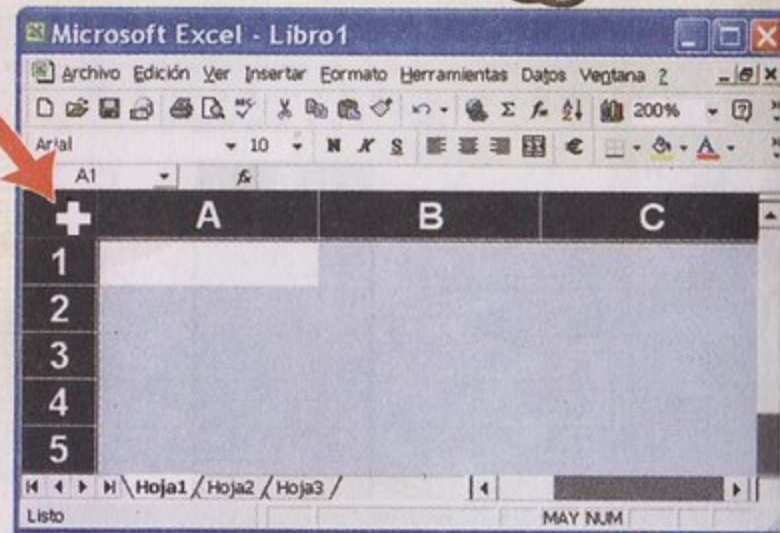 Microsoft Excel - Libro1
Archivo Edición Ver Insertar Formato Herramientas Datos Ventana ?
200%
Arial 10 N K S € A
A1 fx
A B C
1
2
3
4
5
Hoja1 Hoja2 Hoja3
Listo MAY NUM